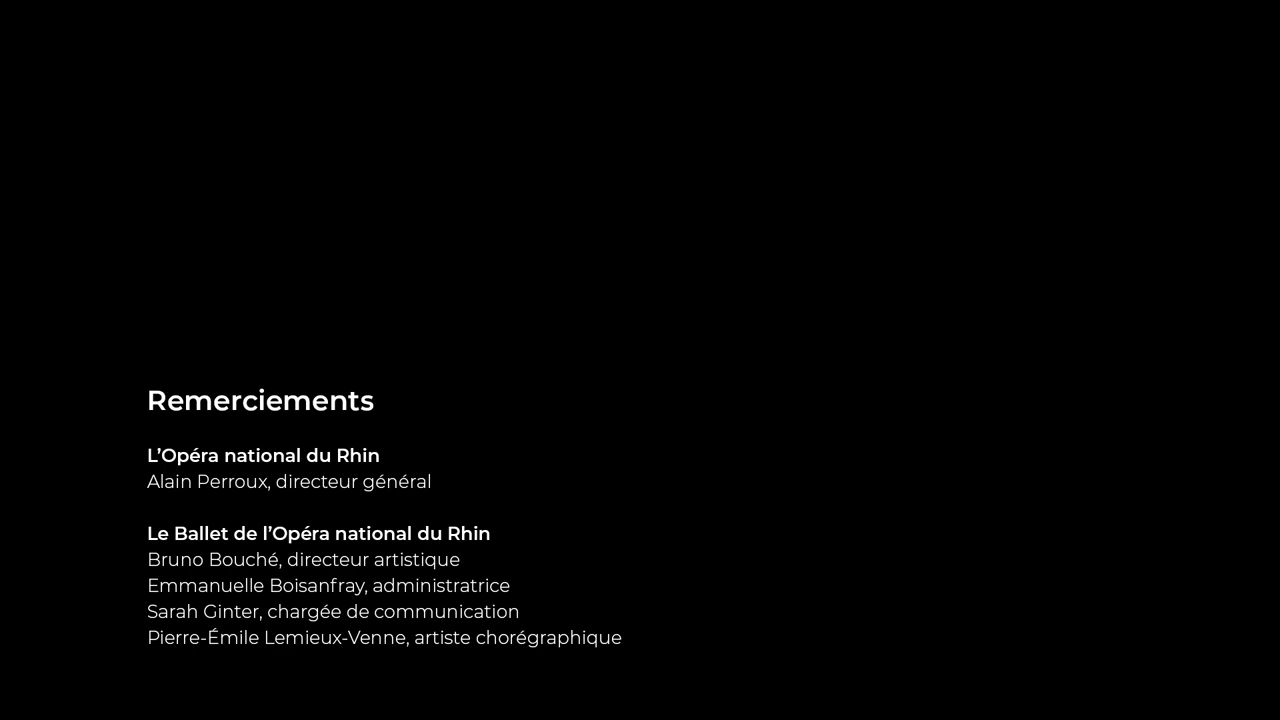 Remerciements
L’Opéra national du Rhin
Alain Perroux, directeur général
Le Ballet de l’Opéra national du Rhin
Bruno Bouché, directeur artistique
Emmanuelle Boisanfray, administratrice
Sarah Ginter, chargée de communication
Pierre-Émile Lemieux-Venne, artiste chorégraphique